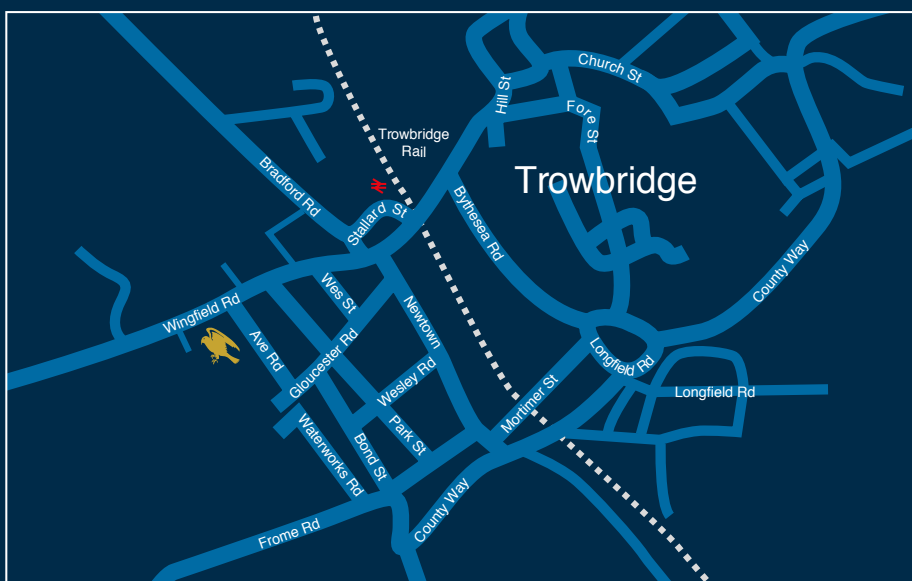 Church St
Hill St
Fore St
Trowbridge
Rail
Bradford Rd
Trowbridge
Stallard St
Bythesea Rd
County Way
Wingfield Rd
Wes St
Newtown
Ave Rd
Gloucester Rd
Longfield Rd
Wesley Rd
Longfield Rd
Mortimer St
Park St
Waterworks Rd
Bond St
County Way
Frome Rd